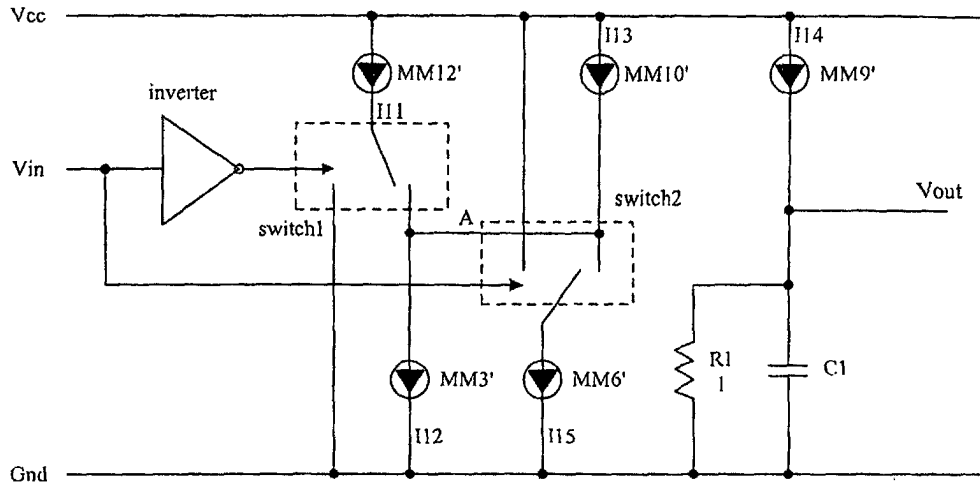 Vcc
I13
I14
MM12'
MM10'
MM9'
inverter
I11
Vin
switch2
Vout
switch1
A
R1
1
C1
MM3'
MM6'
I12
I15
Gnd